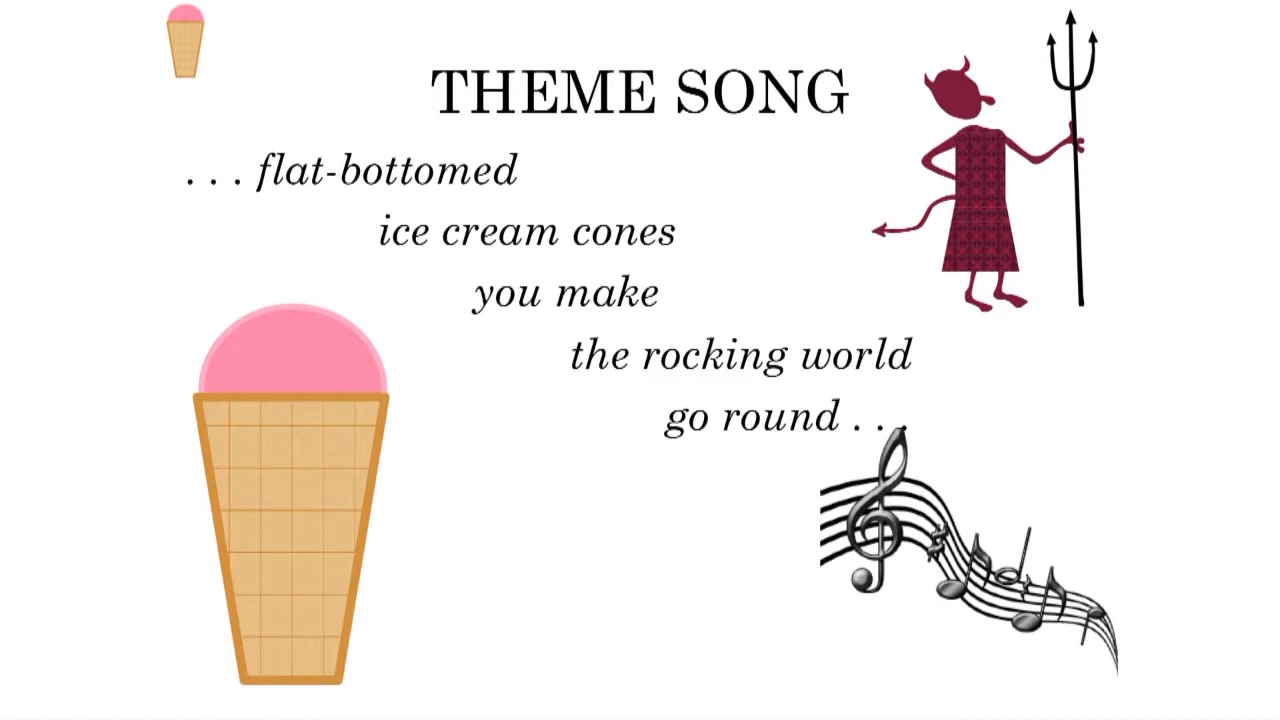 THEME SONG
. . . flat-bottomed
ice cream cones
you make
the rocking world
go round . . .